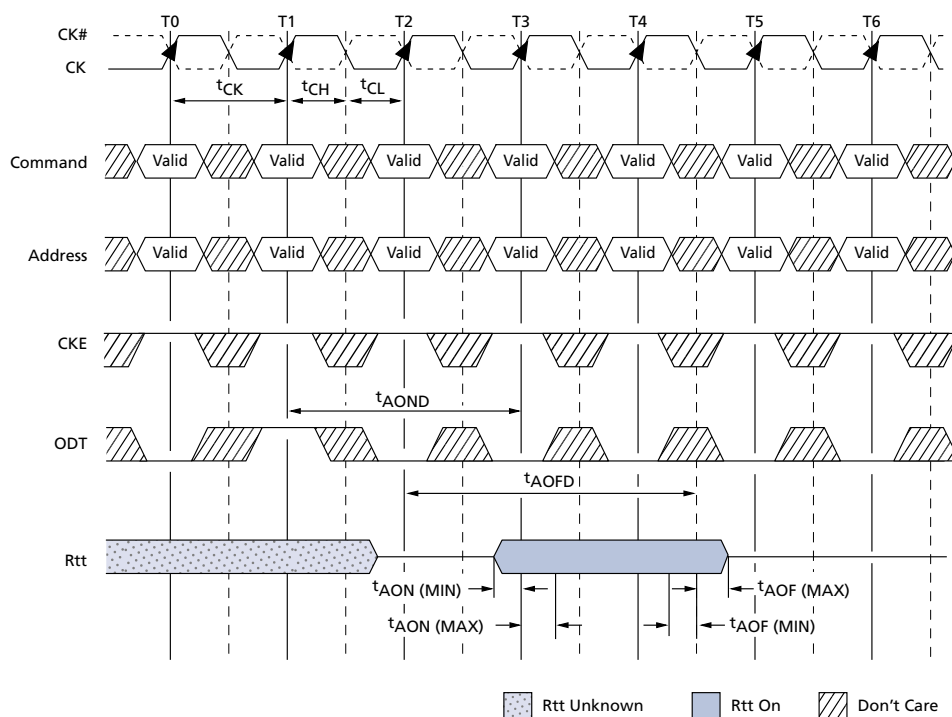 T0 T1 T2 T3 T4 T5 T6
CK#
CK
tCK tCH tCL
Command Valid Valid Valid Valid Valid Valid Valid
Address Valid Valid Valid Valid Valid Valid Valid
CKE
tAOND
ODT
tAOFD
Rtt
tAON (MIN) tAOF (MAX)
tAON (MAX) tAOF (MIN)
Rtt Unknown Rtt On Don't Care